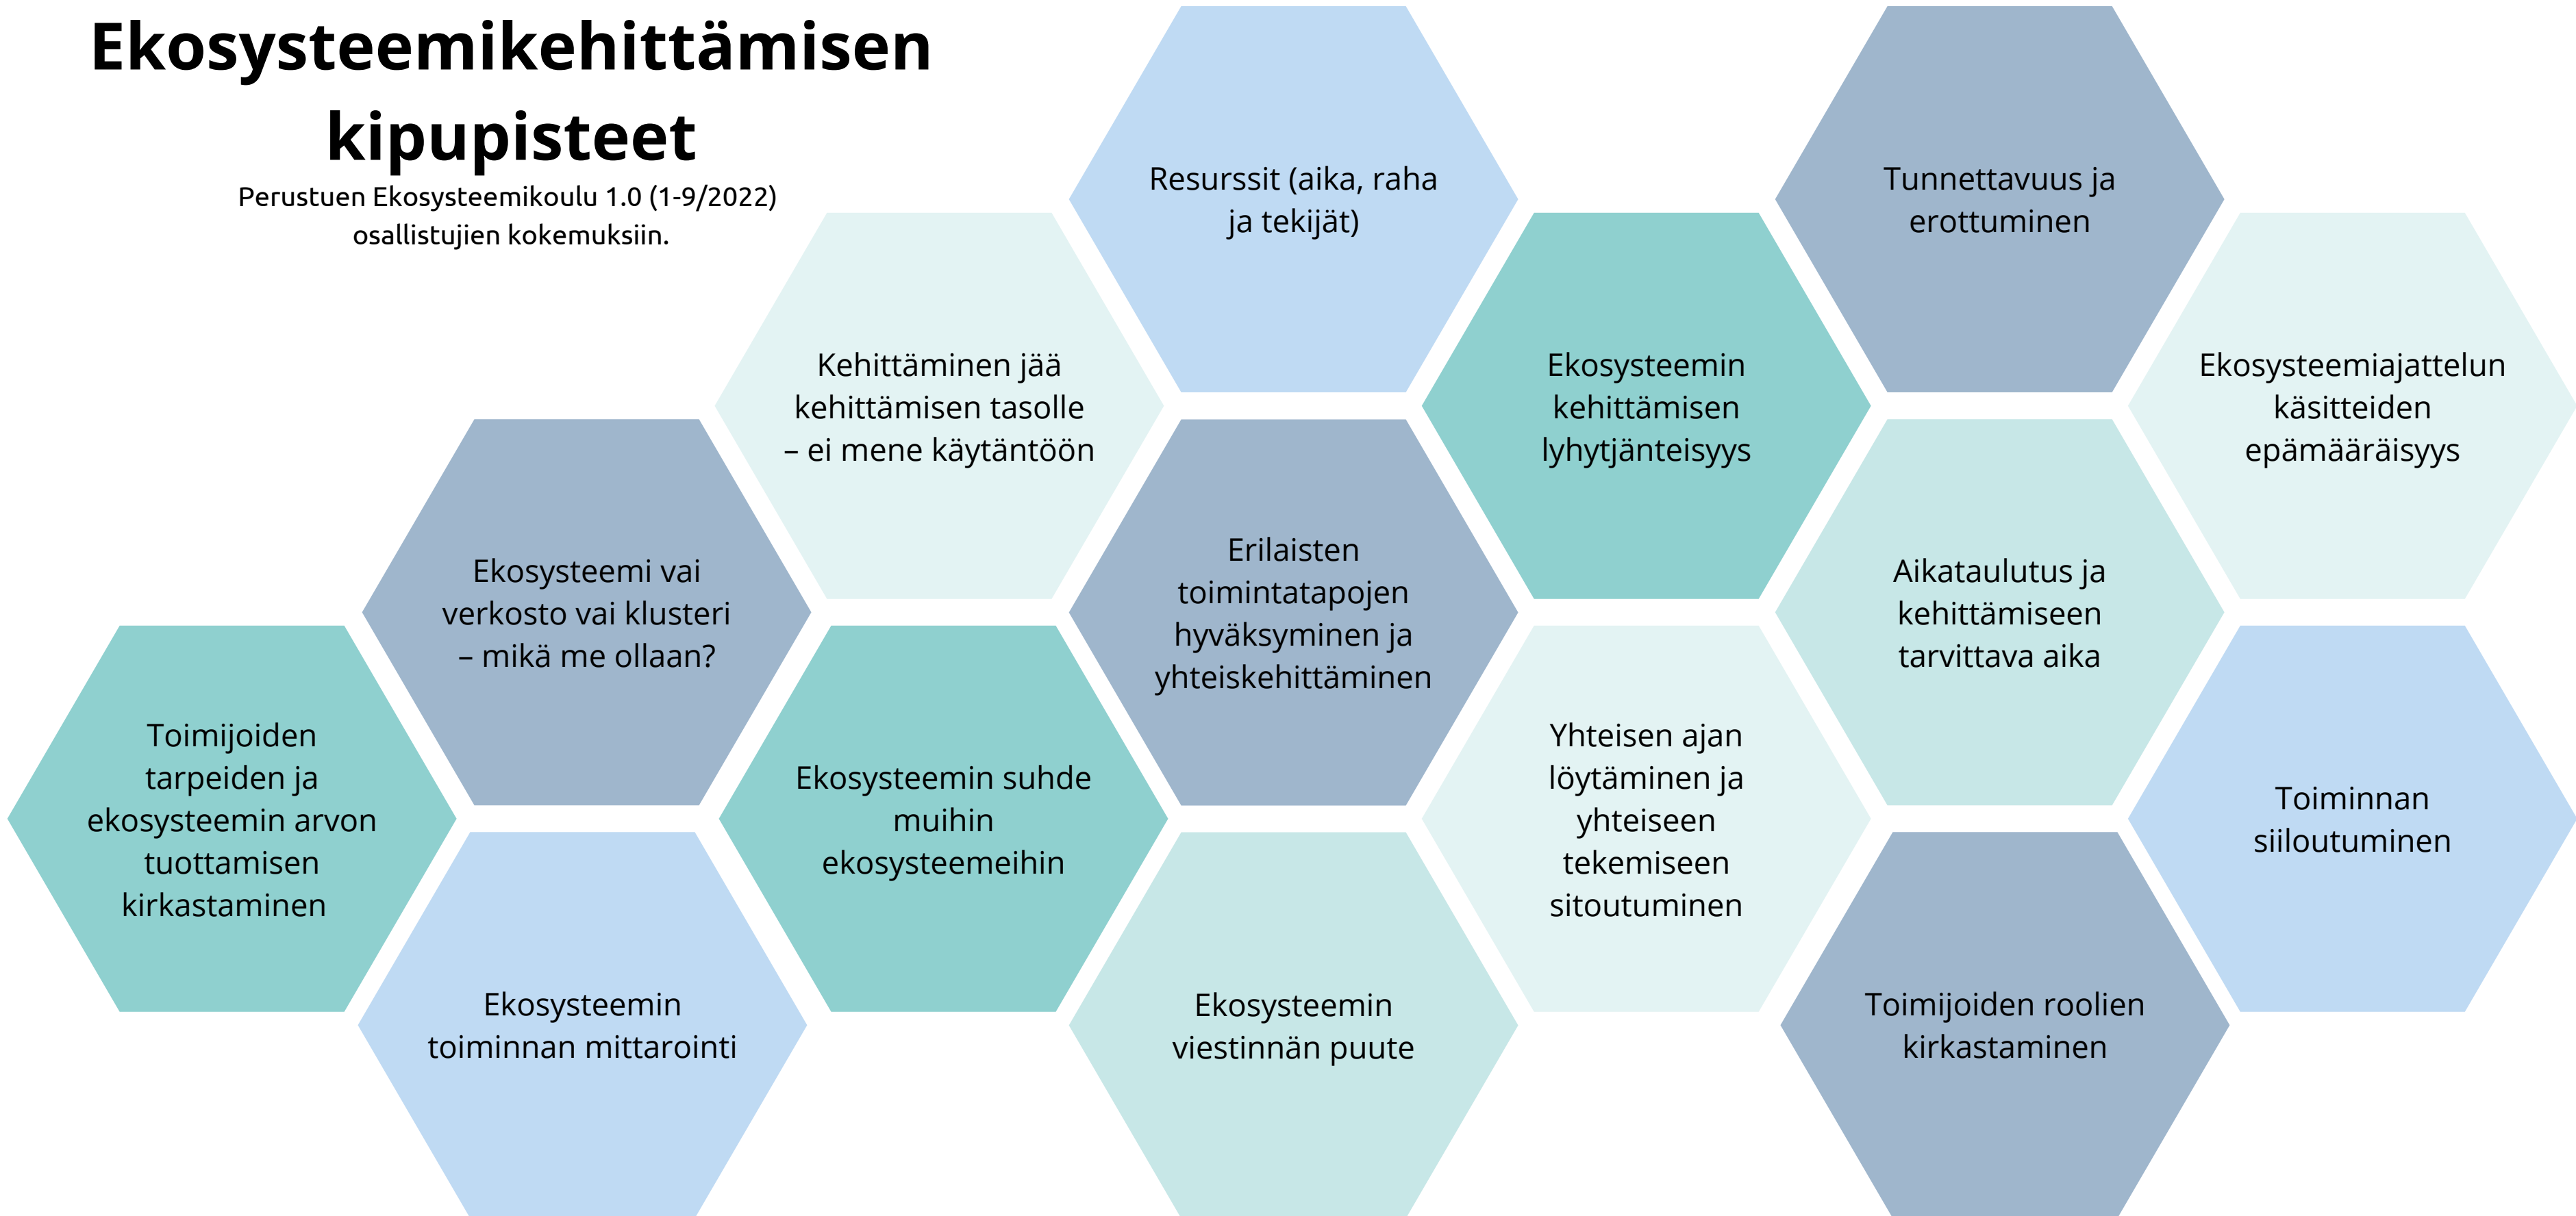 Ekosysteemikehittämisen
kipupisteet
Perustuen Ekosysteemikoulu 1.0 (1-9/2022)
osallistujien kokemuksiin.
Resurssit (aika, raha
ja tekijät)
Tunnettavuus ja
erottuminen
Kehittäminen jää
kehittämisen tasolle
– ei mene käytäntöön
Ekosysteemin
kehittämisen
lyhytjänteisyys
Ekosysteemiajattelun
käsitteiden
epämääräisyys
Ekosysteemi vai
verkosto vai klusteri
– mikä me ollaan?
Erilaisten
toimintatapojen
hyväksyminen ja
yhteiskehittäminen
Aikataulutus ja
kehittämiseen
tarvittava aika
Toimijoiden
tarpeiden ja
ekosysteemin arvon
tuottamisen
kirkastaminen
Ekosysteemin suhde
muihin
ekosysteemeihin
Yhteisen ajan
löytäminen ja
yhteiseen
tekemiseen
sitoutuminen
Toiminnan
siiloutuminen
Ekosysteemin
toiminnan mittarointi
Ekosysteemin
viestinnän puute
Toimijoiden roolien
kirkastaminen